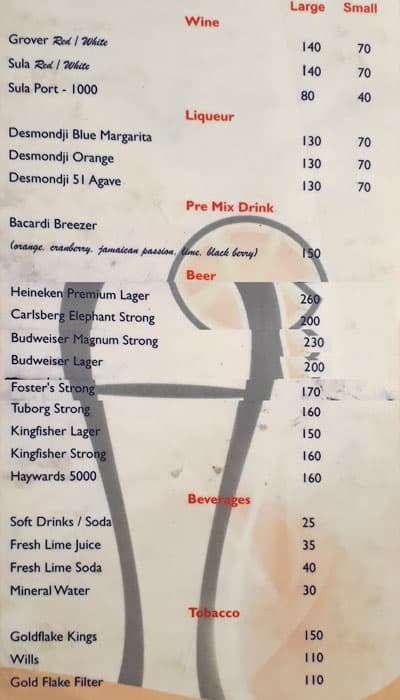 Large Small
Wine
Grover Red / White 140 70
Sula Red / White 140 70
Sula Port - 1000 80 40
Liqueur
Desmondji Blue Margarita 130 70
Desmondji Orange 130 70
Desmondji 51 Agave 130 70
Pre Mix Drink
Bacardi Breezer
(orange, cranberry, jamaican passion, lime, black berry) 150
Beer
Heineken Premium Lager 260
Carlsberg Elephant Strong 200
Budweiser Magnum Strong 230
Budweiser Lager 200
Foster's Strong 170
Tuborg Strong 160
Kingfisher Lager 150
Kingfisher Strong 160
Haywards 5000 160
Beverages
Soft Drinks / Soda 25
Fresh Lime Juice 35
Fresh Lime Soda 40
Mineral Water 30
Tobacco
Goldflake Kings 150
Wills 110
Gold Flake Filter 110